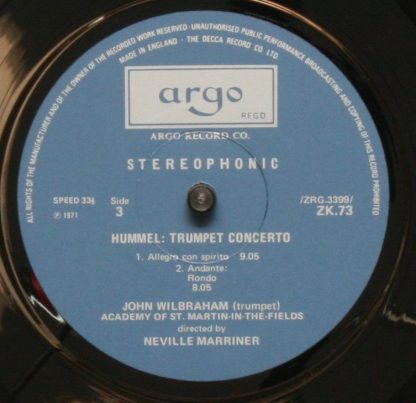 ALL RIGHTS OF THE MANUFACTURER AND OF THE OWNER OF THE RECORDED WORK RESERVED · UNAUTHORISED PUBLIC PERFORMANCE BROADCASTING AND COPYING OF THIS RECORD PROHIBITED
MADE IN ENGLAND · THE DECCA RECORD CO LTD
argo
REGD
ARGO RECORD CO.
STEREOPHONIC
SPEED 33⅓ Side /ZRG.3399/
℗ 1971 3 ZK.73
HUMMEL: TRUMPET CONCERTO
1. Allegro con spirito 9.05
2. Andante:
Rondo
8.05
JOHN WILBRAHAM (trumpet)
ACADEMY OF ST. MARTIN-IN-THE-FIELDS
directed by
NEVILLE MARRINER